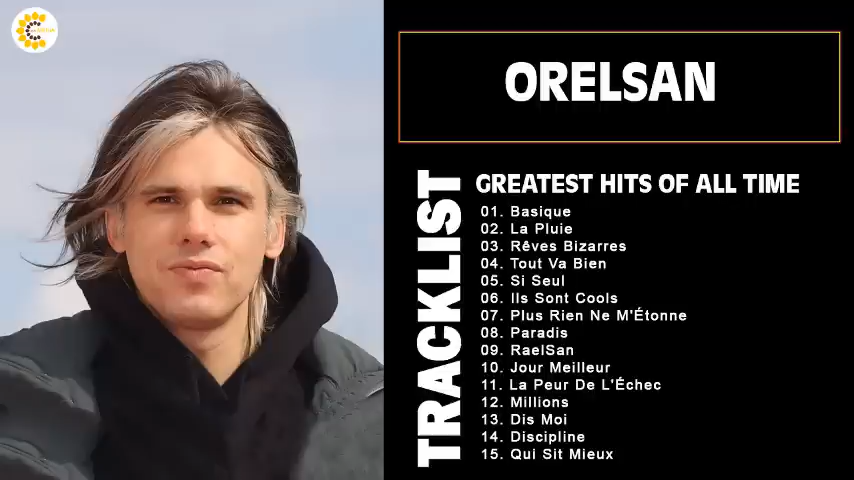 ORELSAN
TRACKLIST
GREATEST HITS OF ALL TIME
01. Basique
02. La Pluie
03. Rêves Bizarres
04. Tout Va Bien
05. Si Seul
06. Ils Sont Cools
07. Plus Rien Ne M'Étonne
08. Paradis
09. RaelSan
10. Jour Meilleur
11. La Peur De L'Échec
12. Millions
13. Dis Moi
14. Discipline
15. Qui Sit Mieux